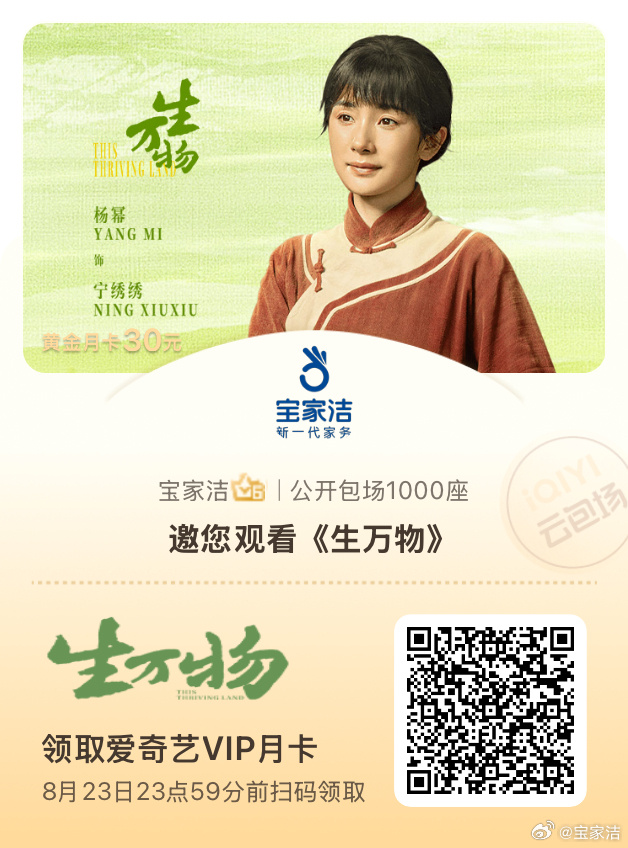 生万物
THIS
THRIVING LAND
杨幂
YANG MI
饰
宁绣绣
NING XIUXIU
黄金月卡30元
宝家洁
新一代家务
宝家洁 6 | 公开包场1000座
iQIYI
云包场
邀您观看《生万物》
生万物
THIS
THRIVING LAND
领取爱奇艺VIP月卡
8月23日23点59分前扫码领取
@宝家洁